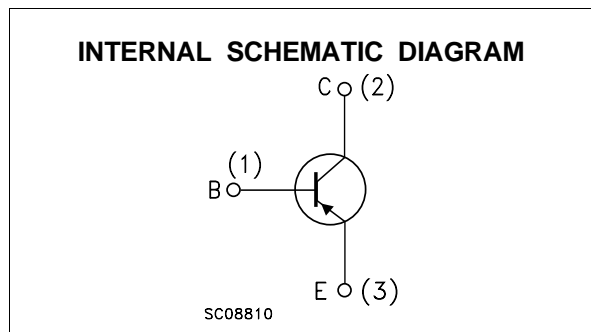 INTERNAL SCHEMATIC DIAGRAM
C (2)
(1)
B
E (3)
SC08810